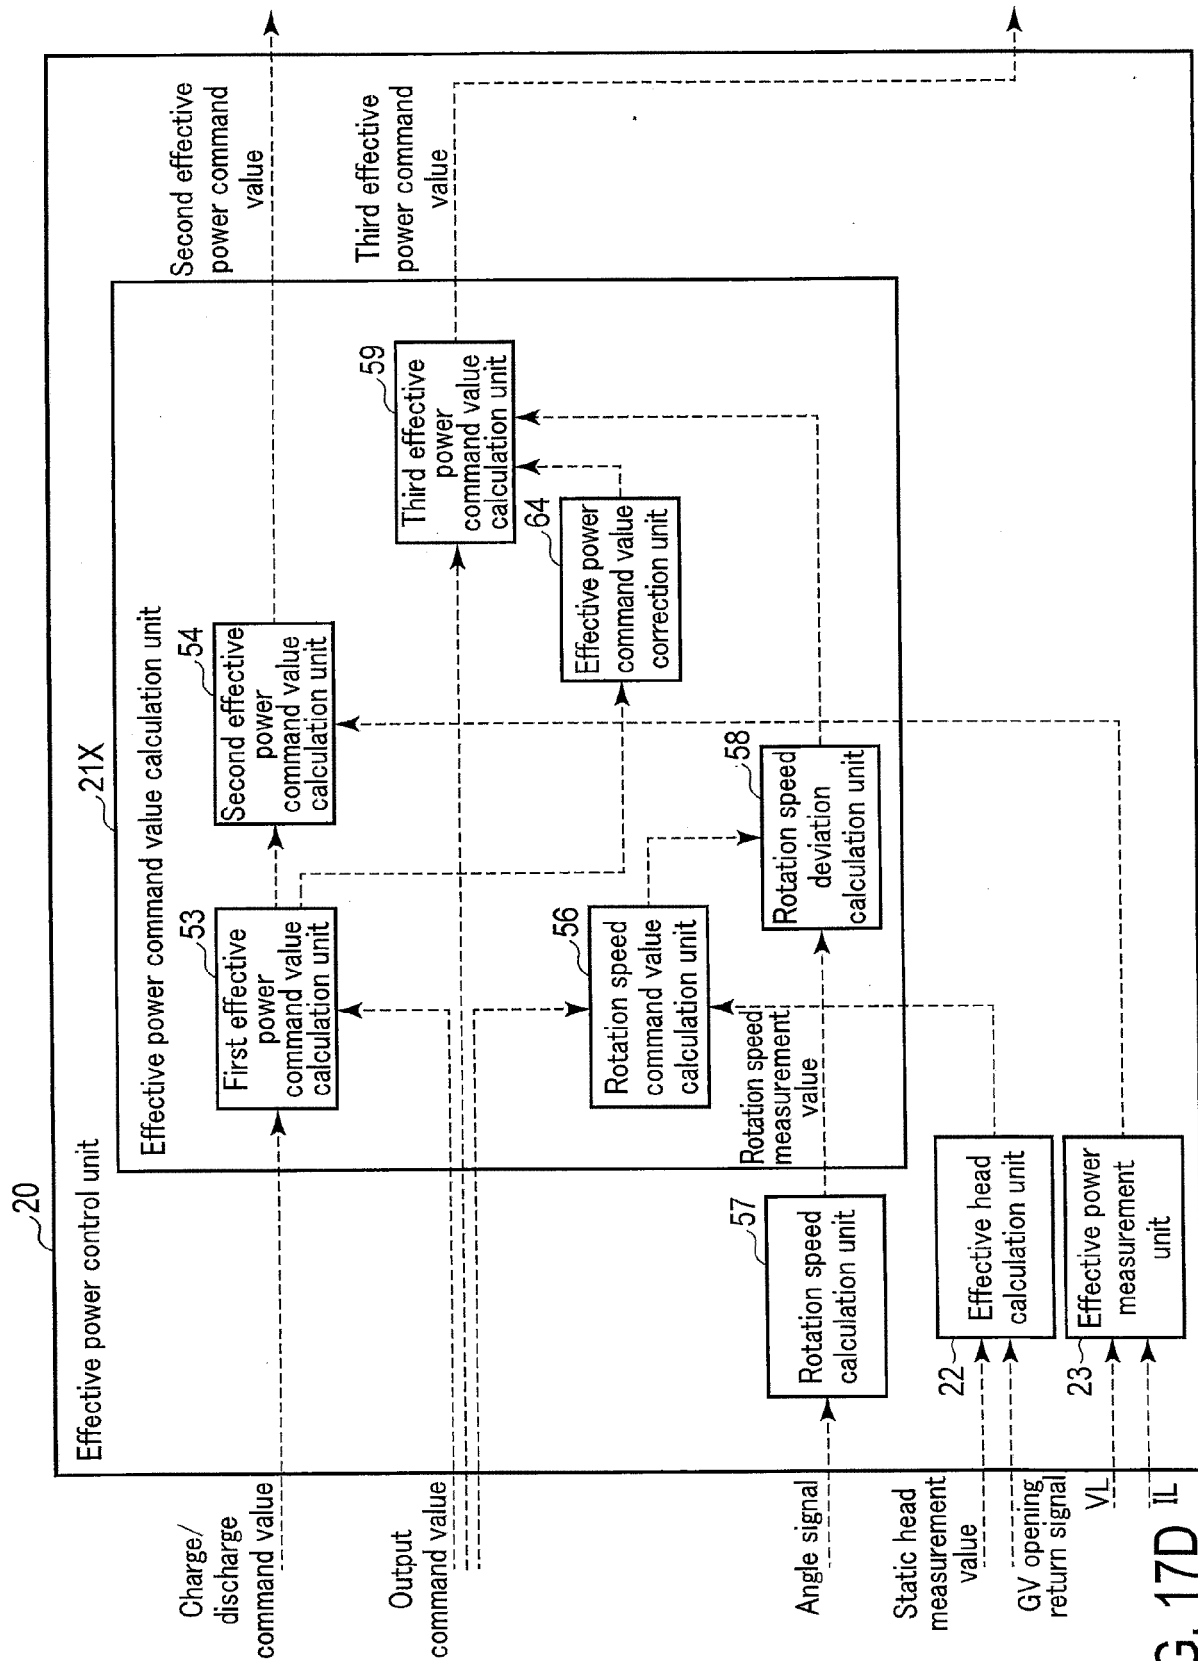 20
Effective power control unit
21X
Effective power command value calculation unit
Second effective
power command
value
Third effective
power command
value
Charge/
discharge
command value
53
First effective
power
command value
calculation unit
54
Second effective
power
command value
calculation unit
59
Third effective
power
command value
calculation unit
Output
command value
64
Effective power
command value
correction unit
56
Rotation speed
command value
calculation unit
Rotation speed
measurement
value
58
Rotation speed
deviation
calculation unit
Angle signal
57
Rotation speed
calculation unit
Static head
measurement
value
GV opening
return signal
22
Effective head
calculation unit
VL
IL
23
Effective power
measurement
unit
G. 17D